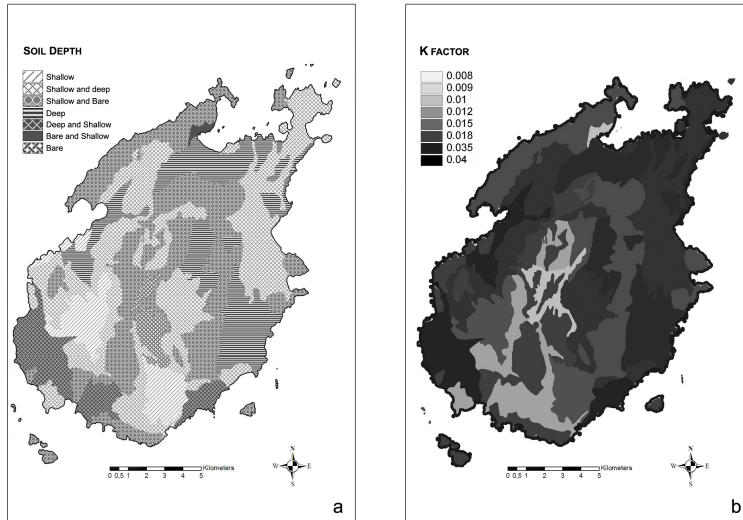 SOIL DEPTH
Shallow
Shallow and deep
Shallow and Bare
Deep
Deep and Shallow
Bare and Shallow
Bare
N
W E
S
Kilometers
0 0,5 1 2 3 4 5
a
K FACTOR
0.008
0.009
0.01
0.012
0.015
0.018
0.035
0.04
N
W E
S
Kilometers
0 0,5 1 2 3 4 5
b